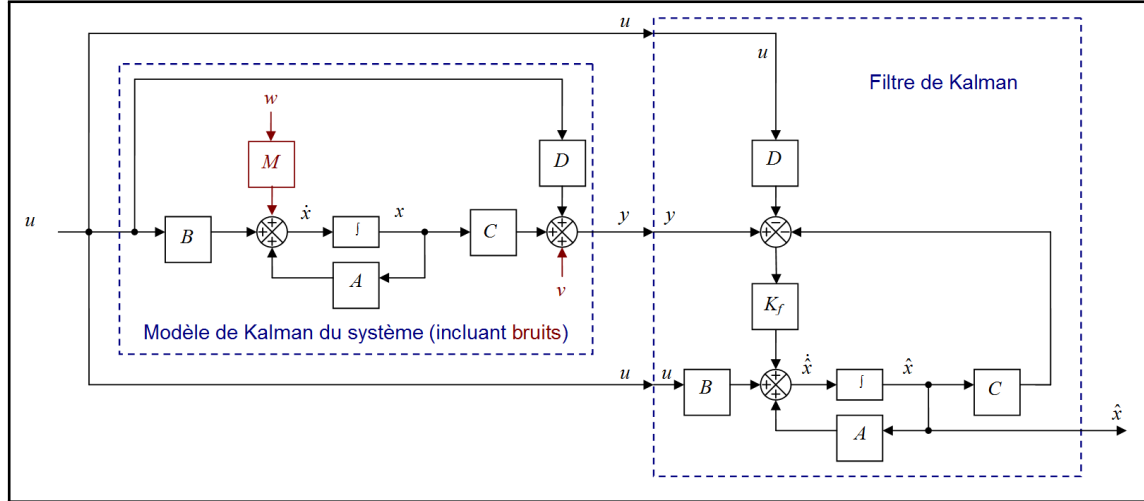 u
u
Filtre de Kalman
w
M
D
D
u
B
ẋ
∫
x
C
y
y
A
v
K_f
Modèle de Kalman du système (incluant bruits)
u
u
B
x̂̇
∫
x̂
C
A
x̂